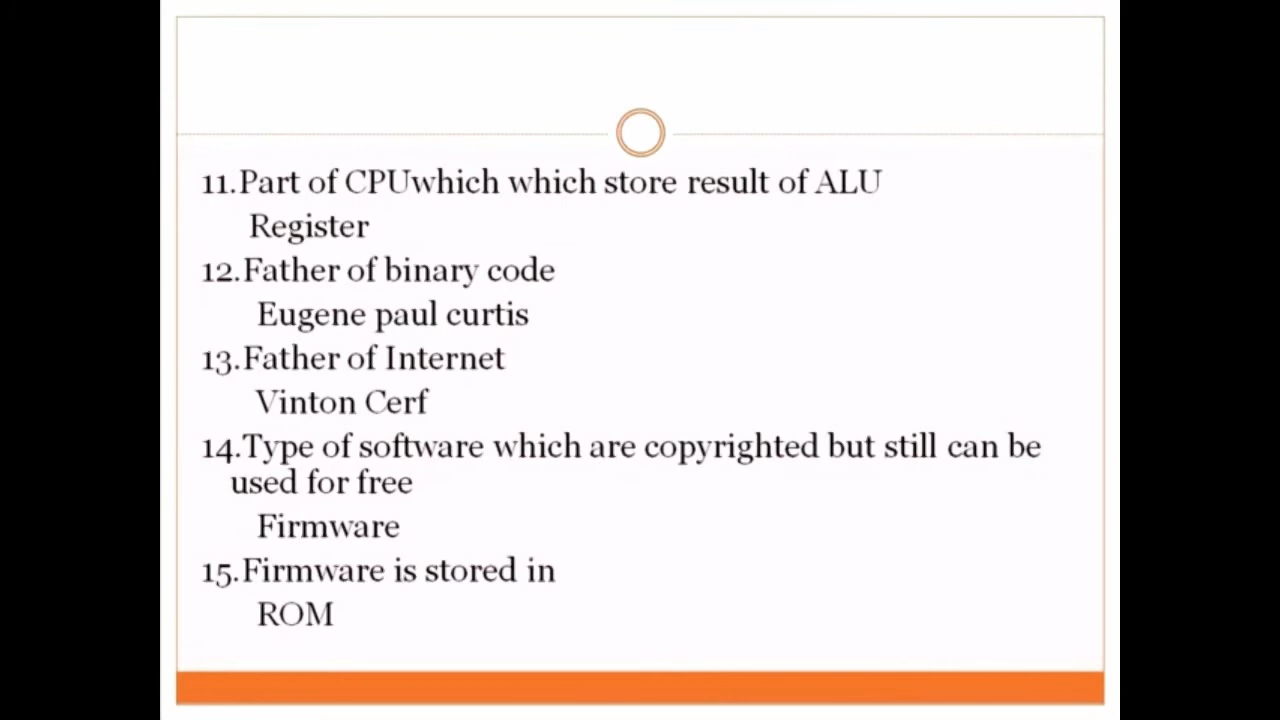 11.Part of CPUwhich which store result of ALU
Register
12.Father of binary code
Eugene paul curtis
13.Father of Internet
Vinton Cerf
14.Type of software which are copyrighted but still can be
used for free
Firmware
15.Firmware is stored in
ROM